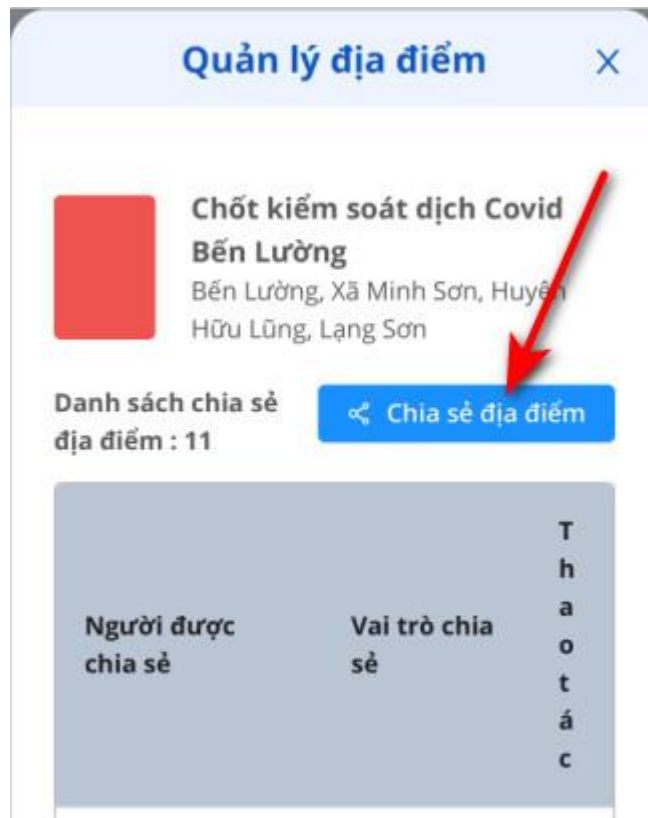 Quản lý địa điểm
Chốt kiểm soát dịch Covid
Bến Lường
Bến Lường, Xã Minh Sơn, Huyện
Hữu Lũng, Lạng Sơn
Danh sách chia sẻ
địa điểm : 11
Chia sẻ địa điểm
Người được
chia sẻ
Vai trò chia
sẻ
T
h
a
o
t
á
c